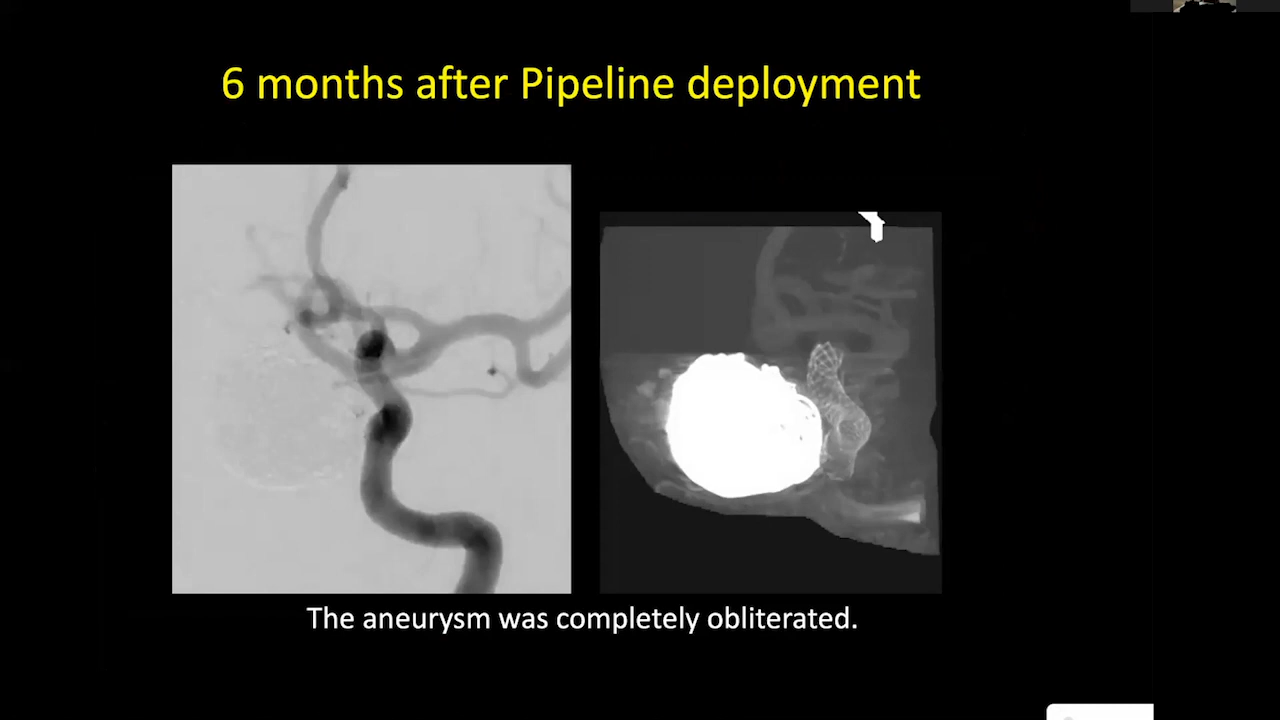 6 months after Pipeline deployment
The aneurysm was completely obliterated.